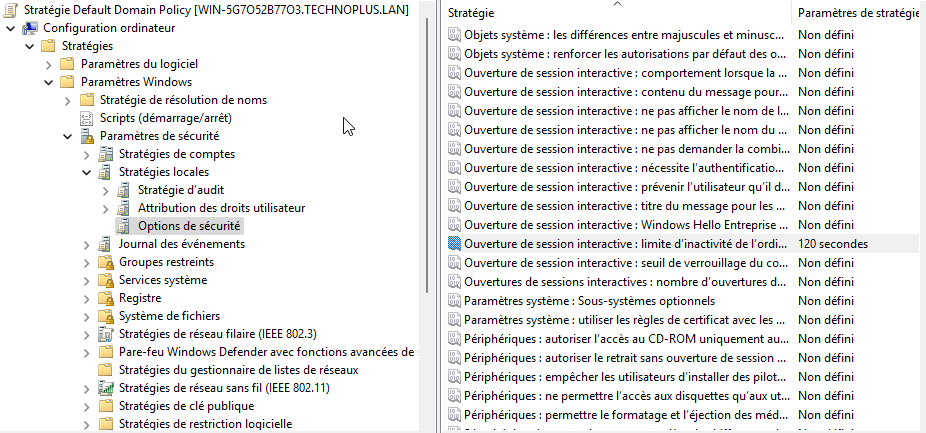 Stratégie Default Domain Policy [WIN-5G7O52B77O3.TECHNOPLUS.LAN]
Configuration ordinateur
Stratégies
Paramètres du logiciel
Paramètres Windows
Stratégie de résolution de noms
Scripts (démarrage/arrêt)
Paramètres de sécurité
Stratégies de comptes
Stratégies locales
Stratégie d'audit
Attribution des droits utilisateur
Options de sécurité
Journal des événements
Groupes restreints
Services système
Registre
Système de fichiers
Stratégies de réseau filaire (IEEE 802.3)
Pare-feu Windows Defender avec fonctions avancées de
Stratégies du gestionnaire de listes de réseaux
Stratégies de réseau sans fil (IEEE 802.11)
Stratégies de clé publique
Stratégies de restriction logicielle
Stratégie Paramètres de stratégie
Objets système : les différences entre majuscules et minusc... Non défini
Objets système : renforcer les autorisations par défaut des o... Non défini
Ouverture de session interactive : comportement lorsque la ... Non défini
Ouverture de session interactive : contenu du message pour... Non défini
Ouverture de session interactive : ne pas afficher le nom de l... Non défini
Ouverture de session interactive : ne pas afficher le nom du ... Non défini
Ouverture de session interactive : ne pas demander la combi... Non défini
Ouverture de session interactive : nécessite l'authentificatio... Non défini
Ouverture de session interactive : prévenir l'utilisateur qu'il d... Non défini
Ouverture de session interactive : titre du message pour les ... Non défini
Ouverture de session interactive : Windows Hello Entreprise ... Non défini
Ouverture de session interactive : limite d'inactivité de l'ordi... 120 secondes
Ouverture de session interactive : seuil de verrouillage du co... Non défini
Ouvertures de sessions interactives : nombre d'ouvertures d... Non défini
Paramètres système : Sous-systèmes optionnels Non défini
Paramètres système : utiliser les règles de certificat avec les ... Non défini
Périphériques : autoriser l'accès au CD-ROM uniquement au... Non défini
Périphériques : autoriser le retrait sans ouverture de session ... Non défini
Périphériques : empêcher les utilisateurs d'installer des pilot... Non défini
Périphériques : ne permettre l'accès aux disquettes qu'aux ut... Non défini
Périphériques : permettre le formatage et l'éjection des méd... Non défini